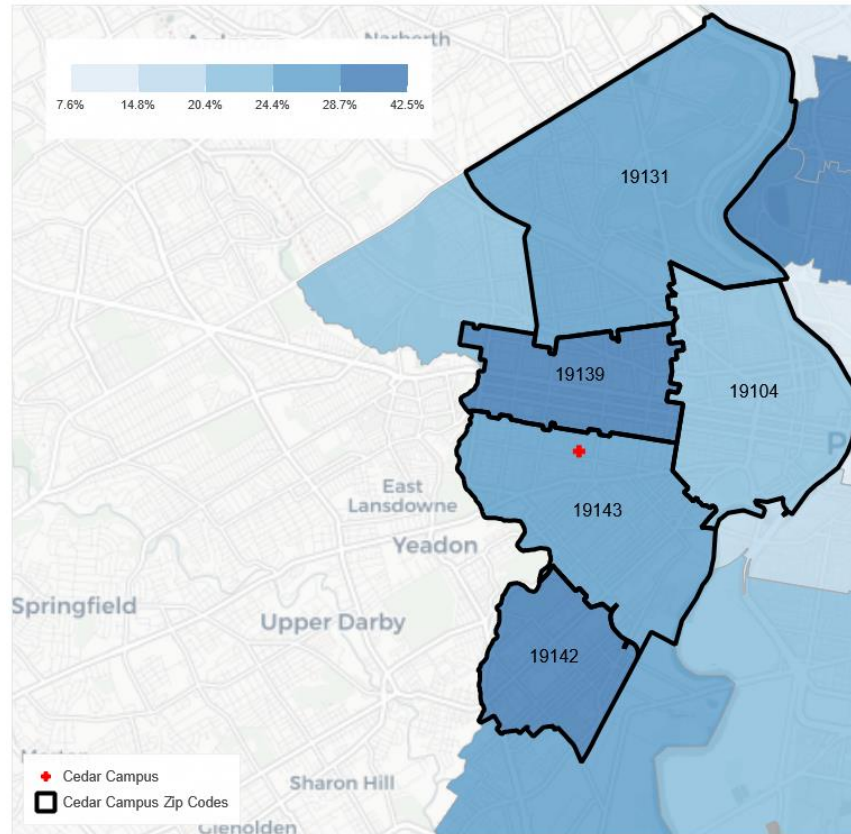 Narberth
7.6% 14.8% 20.4% 24.4% 28.7% 42.5%
19131
19139
19104
East
Lansdowne
19143
Yeadon
Springfield
Upper Darby
19142
Cedar Campus
Sharon Hill
Cedar Campus Zip Codes
Glenolden